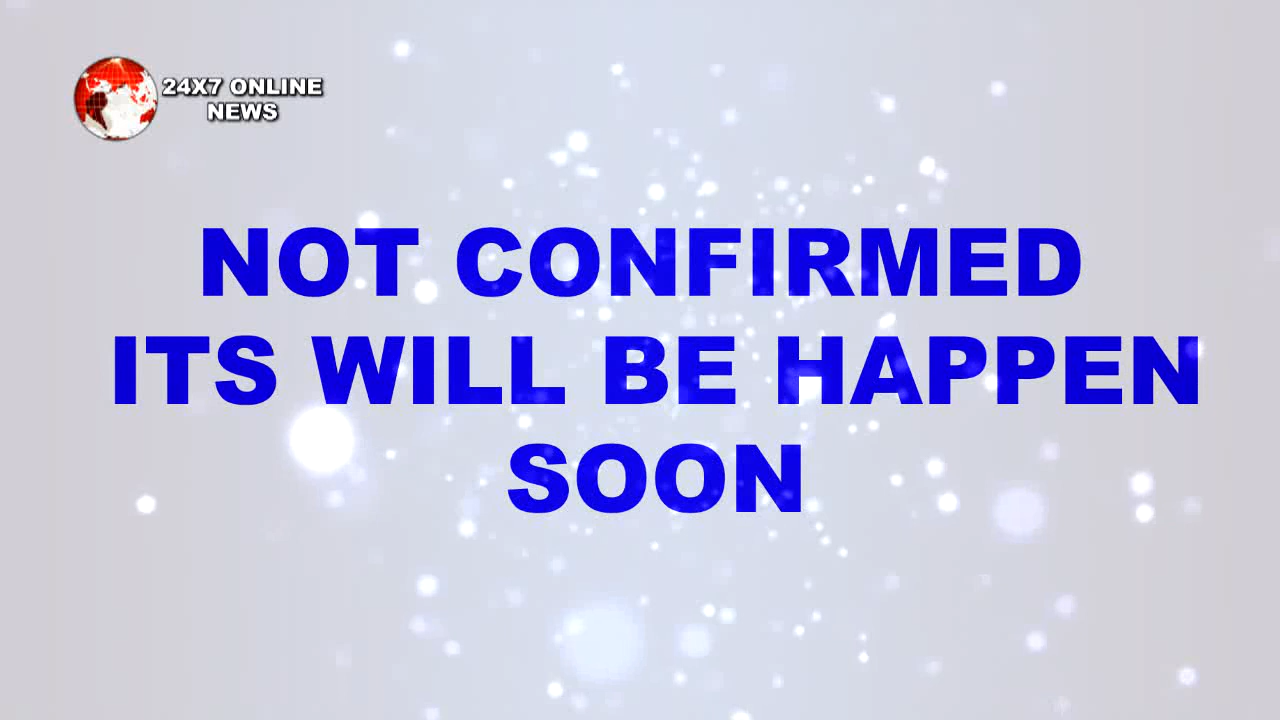 24X7 ONLINE
NEWS
NOT CONFIRMED
ITS WILL BE HAPPEN
SOON